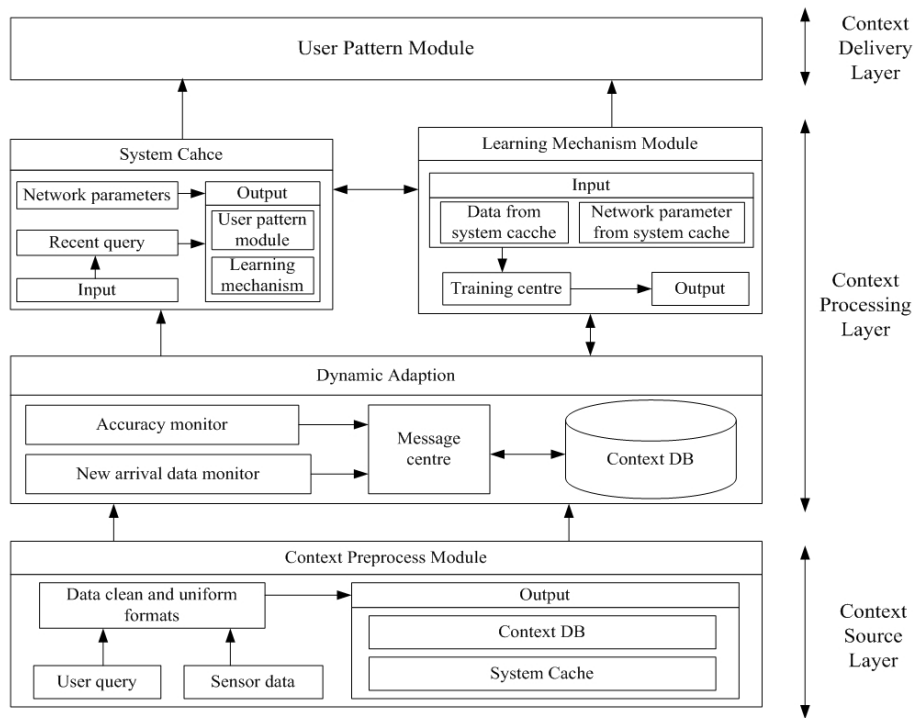 User Pattern Module
Context
Delivery
Layer
System Cahce
Network parameters
Recent query
Input
Output
User pattern
module
Learning
mechanism
Learning Mechanism Module
Input
Data from
system cacche
Network parameter
from system cache
Training centre
Output
Context
Processing
Layer
Dynamic Adaption
Accuracy monitor
New arrival data monitor
Message
centre
Context DB
Context Preprocess Module
Data clean and uniform
formats
User query
Sensor data
Output
Context DB
System Cache
Context
Source
Layer